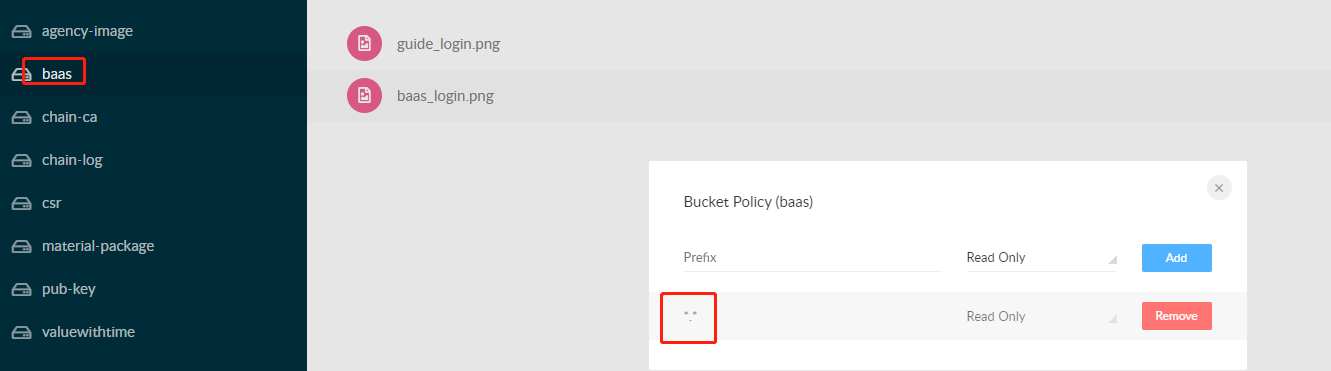 agency-image
baas
chain-ca
chain-log
csr
material-package
pub-key
valuewithtime
guide_login.png
baas_login.png
Bucket Policy (baas)
Prefix
Read Only
Add
*.*
Read Only
Remove